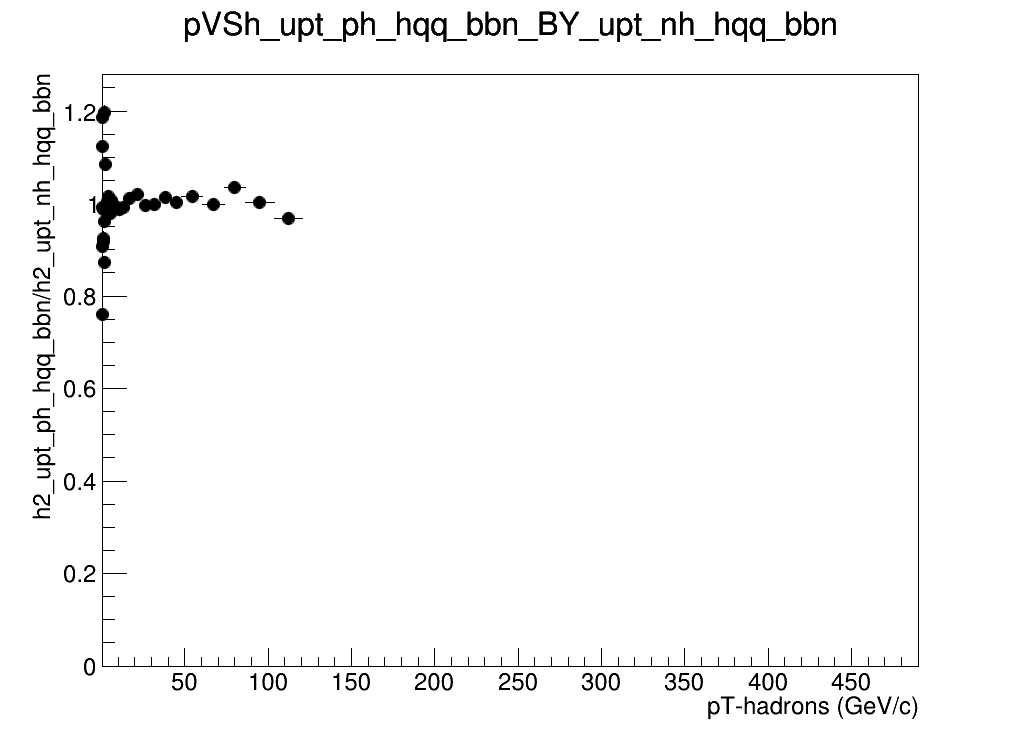 pVSh_upt_ph_hqq_bbn_BY_upt_nh_hqq_bbn
h2_upt_ph_hqq_bbn/h2_upt_nh_hqq_bbn
1.2
1
0.8
0.6
0.4
0.2
0
50 100 150 200 250 300 350 400 450
pT-hadrons (GeV/c)